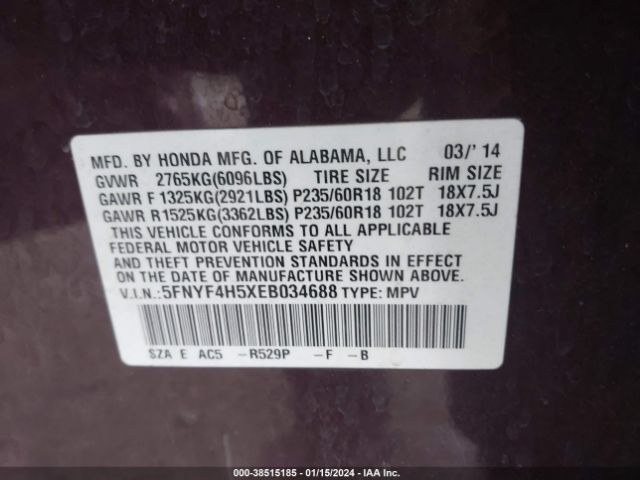 MFD. BY HONDA MFG. OF ALABAMA, LLC 03/'14
GVWR 2765KG(6096LBS) TIRE SIZE RIM SIZE
GAWR F 1325KG(2921LBS) P235/60R18 102T 18X7.5J
GAWR R1525KG(3362LBS) P235/60R18 102T 18X7.5J
THIS VEHICLE CONFORMS TO ALL APPLICABLE
FEDERAL MOTOR VEHICLE SAFETY
AND THEFT PREVENTION STANDARDS IN EFFECT
ON THE DATE OF MANUFACTURE SHOWN ABOVE.
V.I.N.:5FNYF4H5XEB034688 TYPE: MPV
SZA E AC5 -R529P -F -B
000-38515185 - 01/15/2024 - IAA Inc.